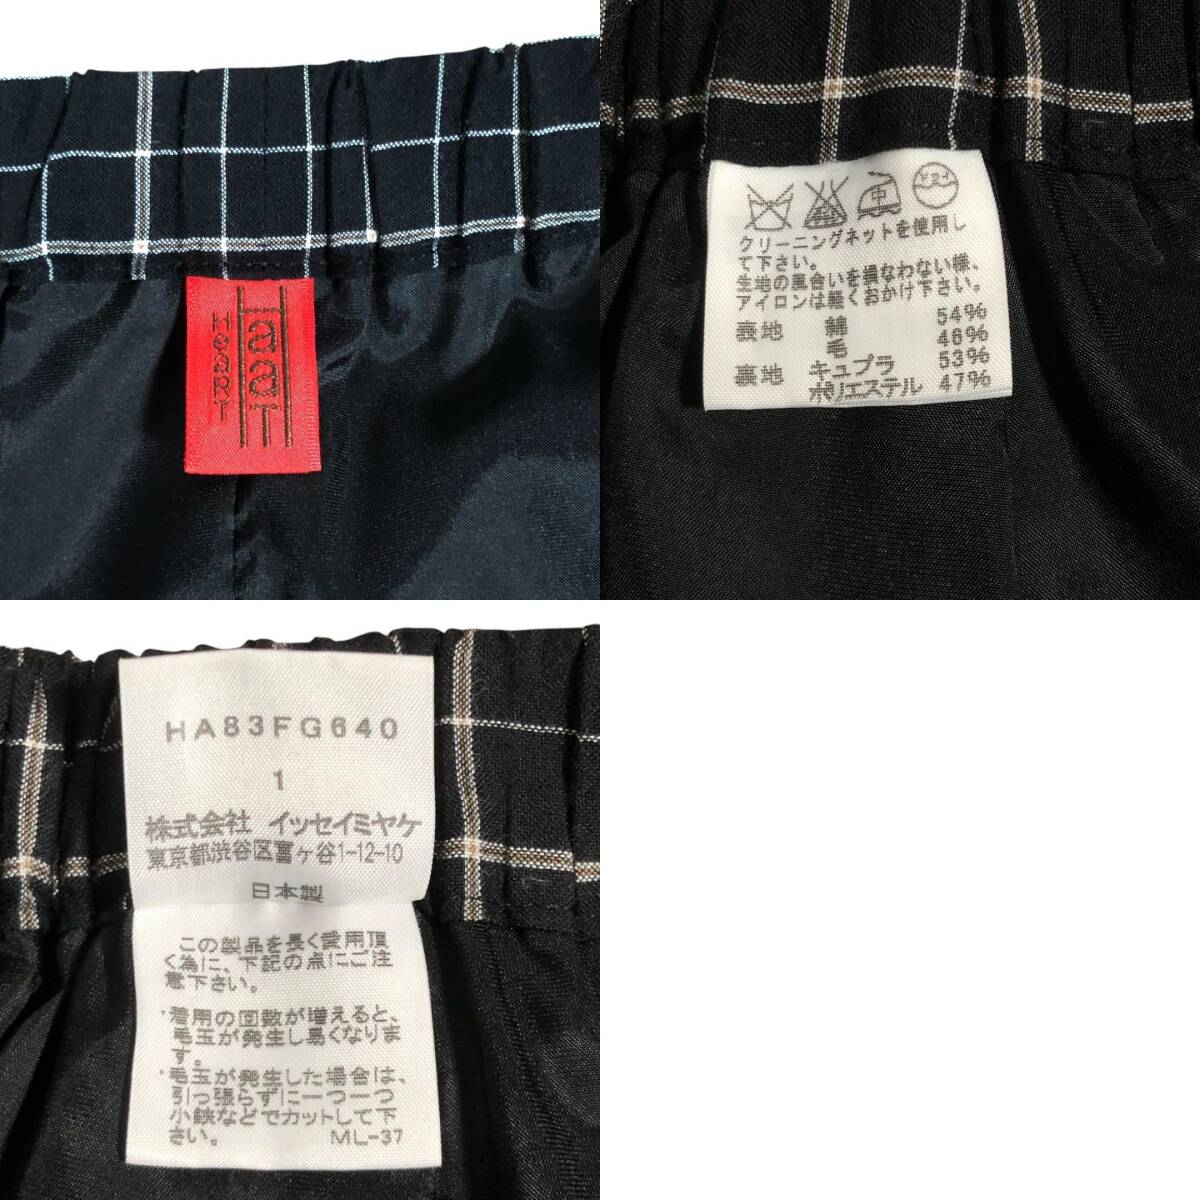 HeaRT
HaaT
ドライ
中
クリーニングネットを使用し
て下さい。
生地の風合いを損なわない様、
アイロンは軽くおかけ下さい。
表地 綿 54%
毛 46%
裏地 キュプラ 53%
ポリエステル 47%
HA83FG640
1
株式会社 イッセイミヤケ
東京都渋谷区富ヶ谷1-12-10
日本製
この製品を長く愛用頂
く為に、下記の点にご注
意下さい。
・着用の回数が増えると、
毛玉が発生し易くなりま
す。
・毛玉が発生した場合は、
引っ張らずに一つ一つ
小鋏などでカットして下
さい。 ML-37